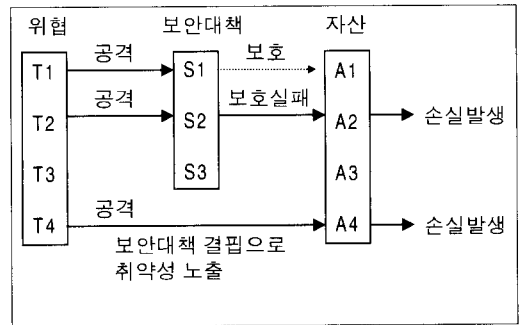 위협 보안대책 자산
공격 보호
T1 S1 A1
공격 보호실패
T2 S2 A2 손실발생
T3 S3 A3
공격
T4 A4 손실발생
보안대책 결핍으로
취약성 노출